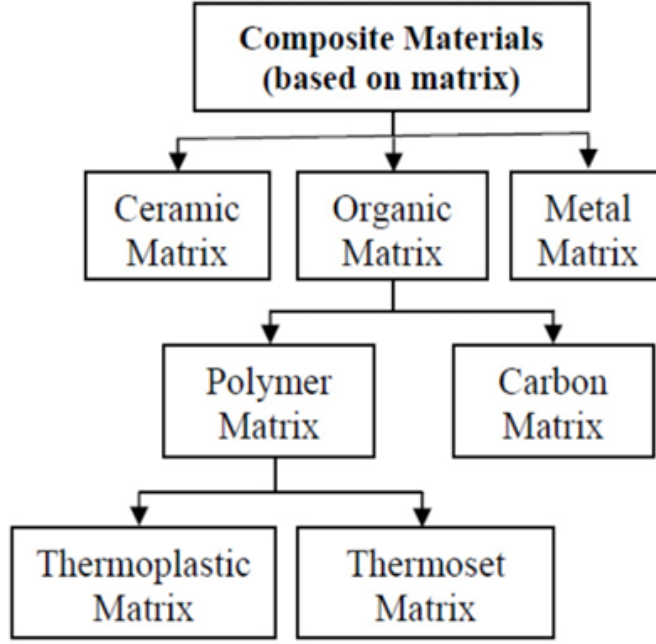 Composite Materials
(based on matrix)
Ceramic
Matrix
Organic
Matrix
Metal
Matrix
Polymer
Matrix
Carbon
Matrix
Thermoplastic
Matrix
Thermoset
Matrix